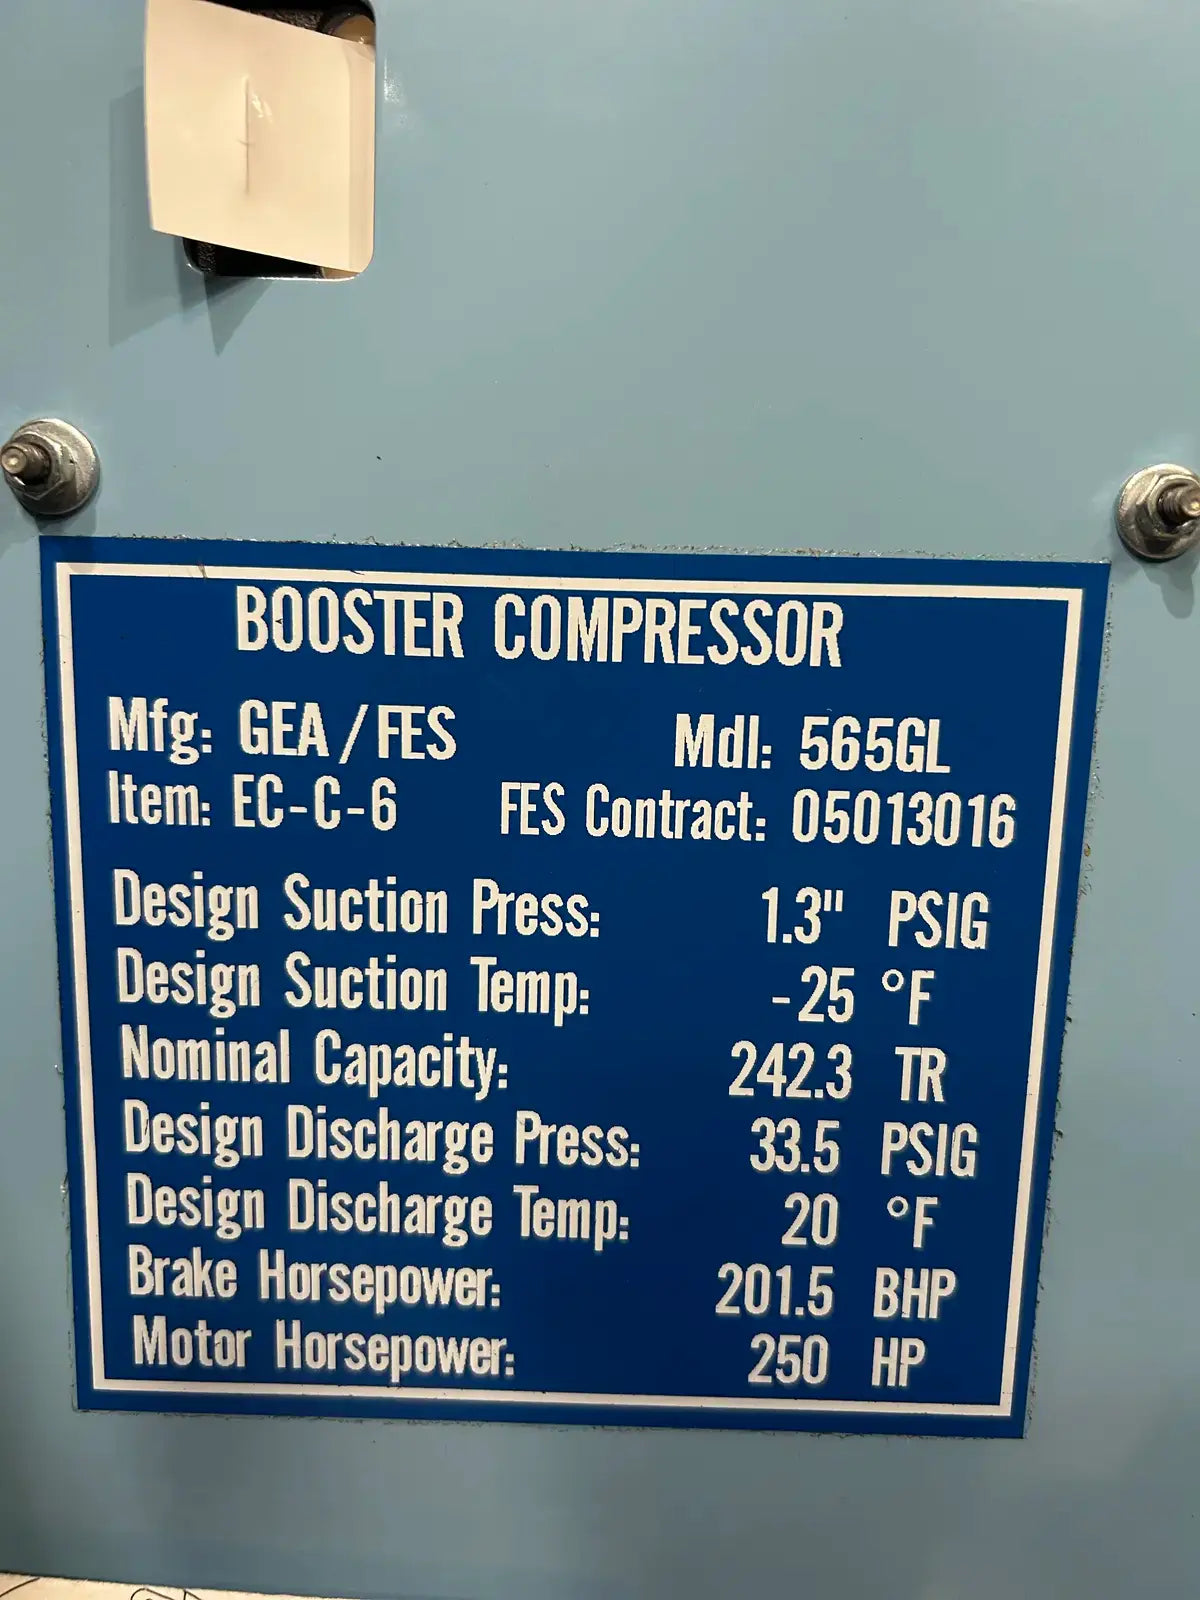 BOOSTER COMPRESSOR
Mfg: GEA/FES Mdl: 565GL
Item: EC-C-6 FES Contract: 05013016
Design Suction Press: 1.3" PSIG
Design Suction Temp: -25 °F
Nominal Capacity: 242.3 TR
Design Discharge Press: 33.5 PSIG
Design Discharge Temp: 20 °F
Brake Horsepower: 201.5 BHP
Motor Horsepower: 250 HP